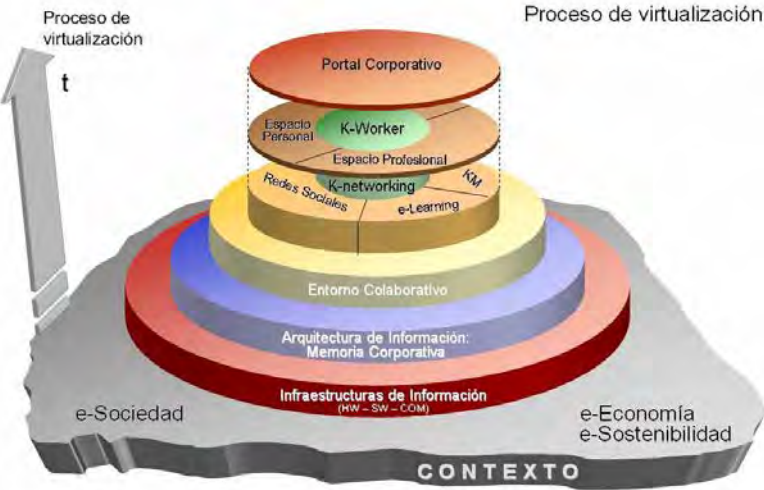 Proceso de
virtualización
Proceso de virtualización
t
Portal Corporativo
Espacio
Personal
K-Worker
Espacio Profesional
Redes Sociales
K-networking
KM
e-Learning
Entorno Colaborativo
Arquitectura de Información:
Memoria Corporativa
Infraestructuras de Información
(HW – SW – COM)
e-Sociedad
e-Economía
e-Sostenibilidad
CONTEXTO